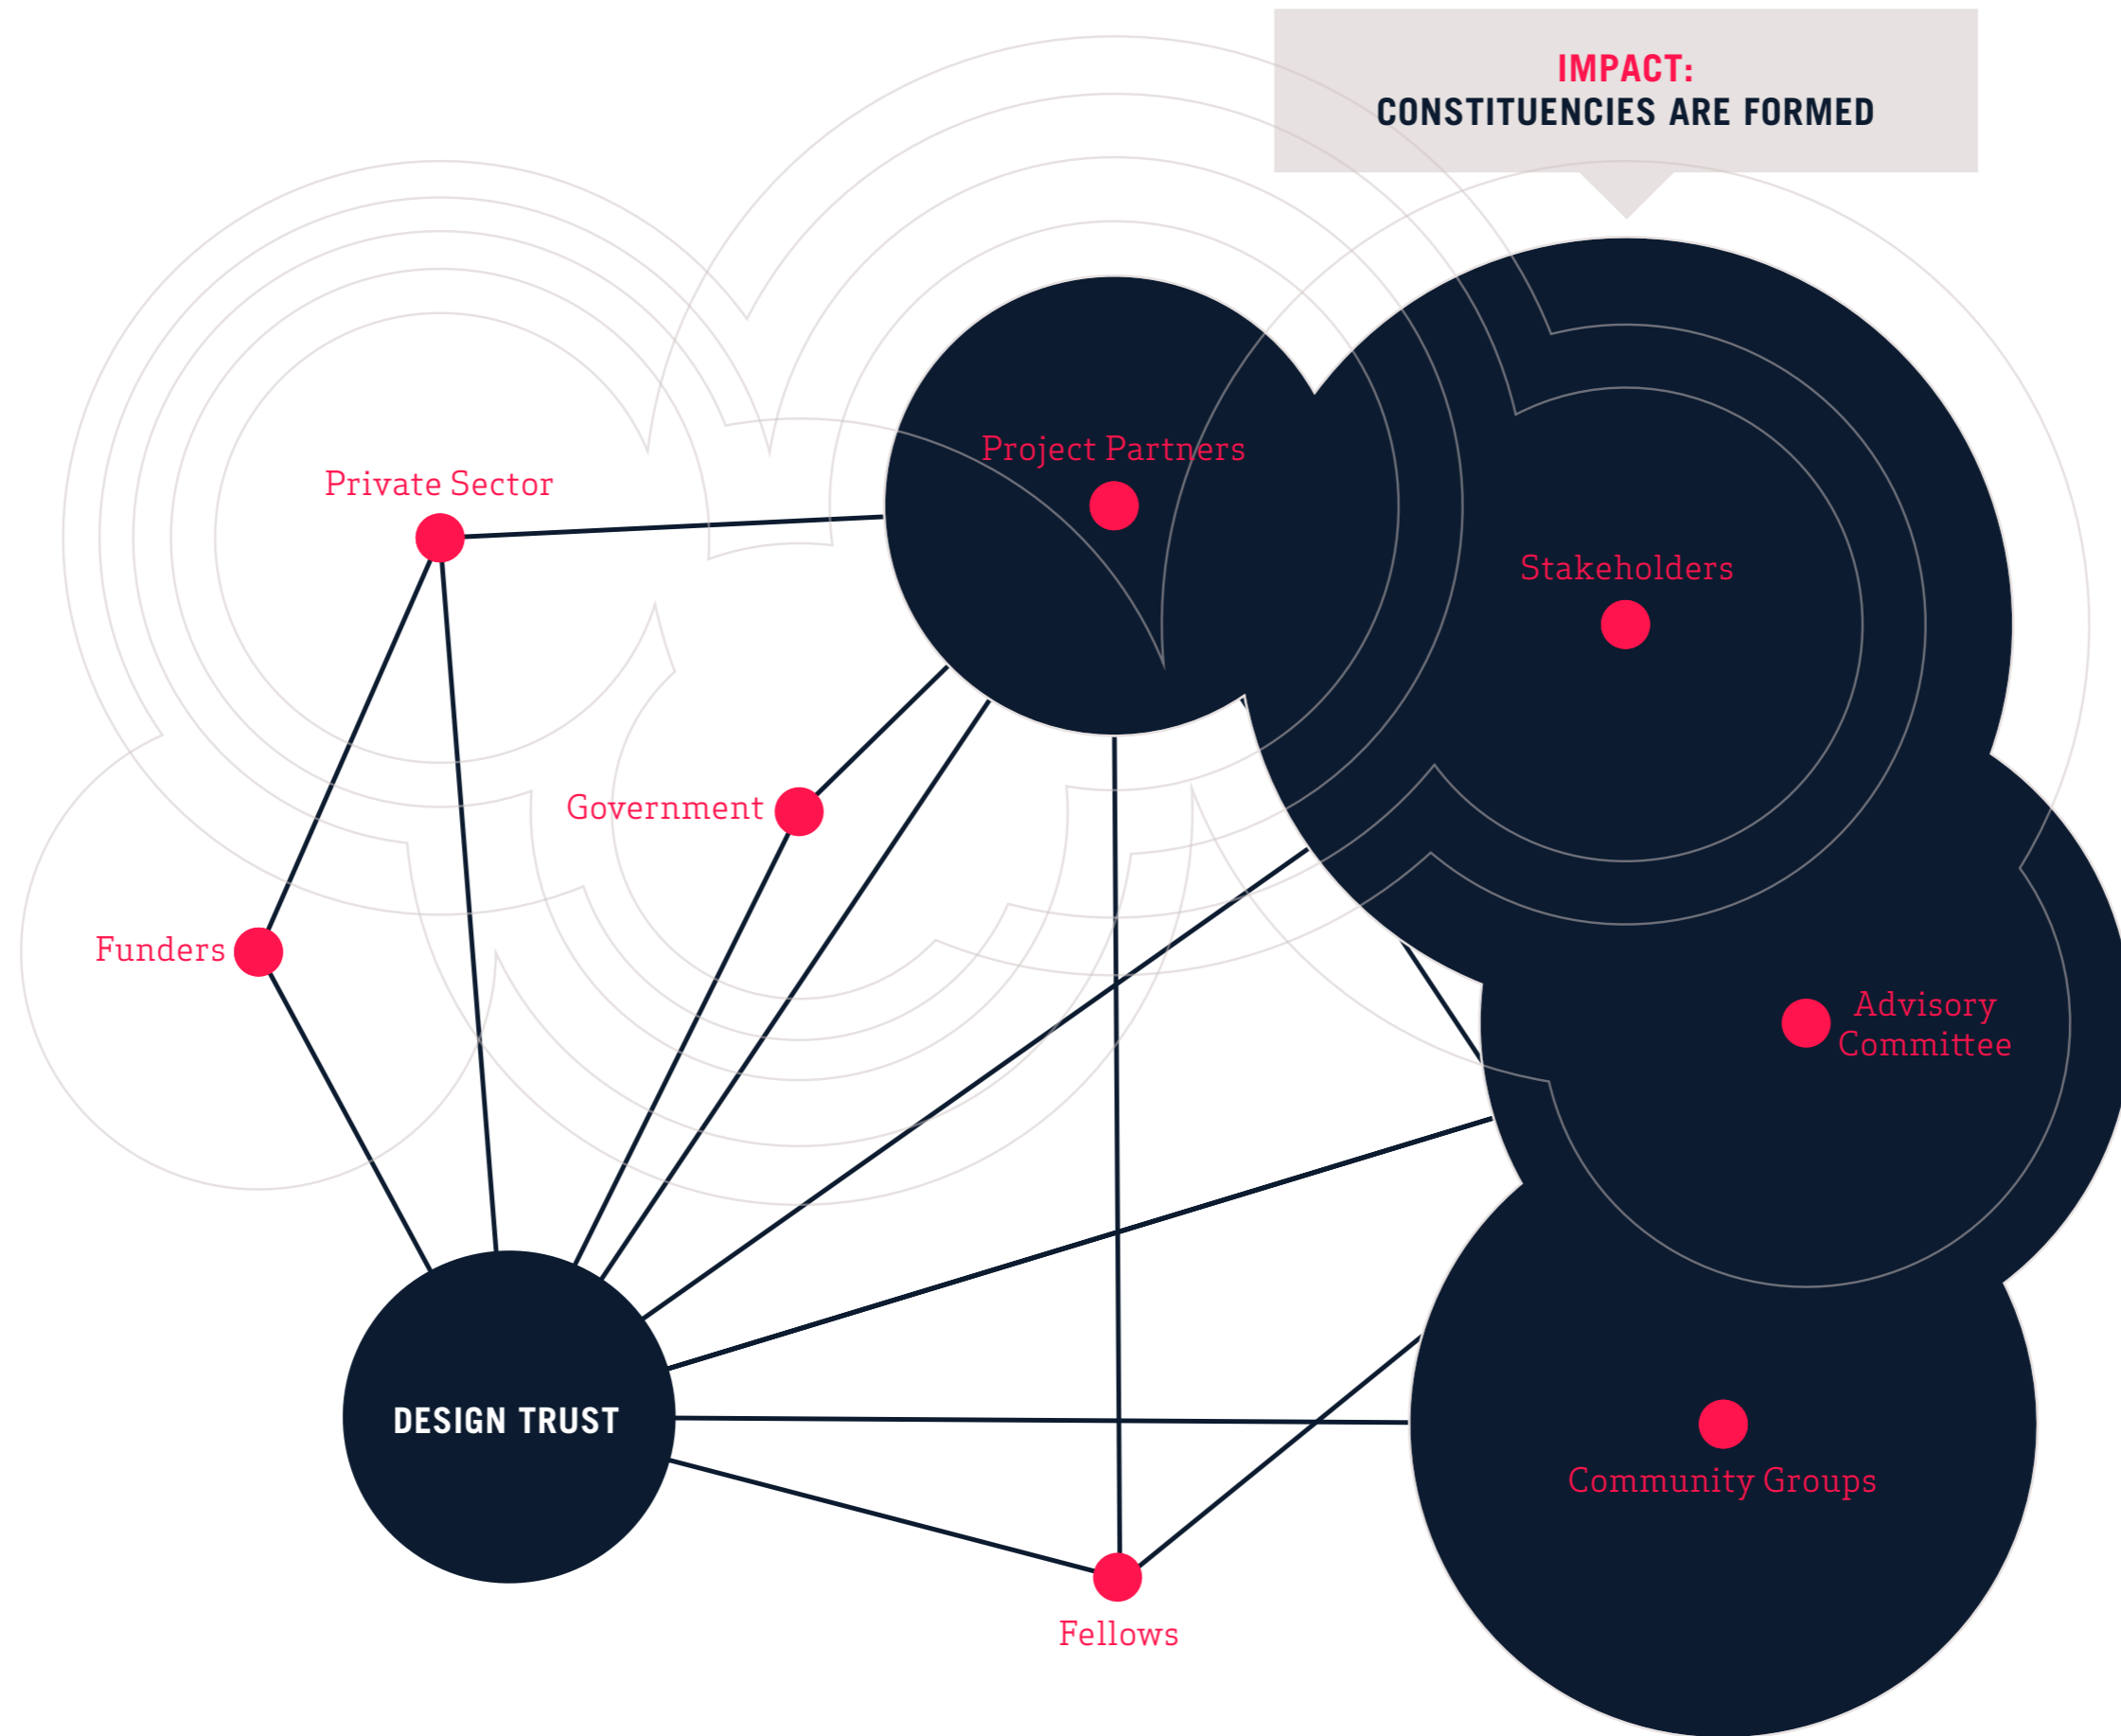 IMPACT:
CONSTITUENCIES ARE FORMED
Project Partners
Private Sector
Stakeholders
Government
Funders
Advisory
Committee
DESIGN TRUST
Community Groups
Fellows